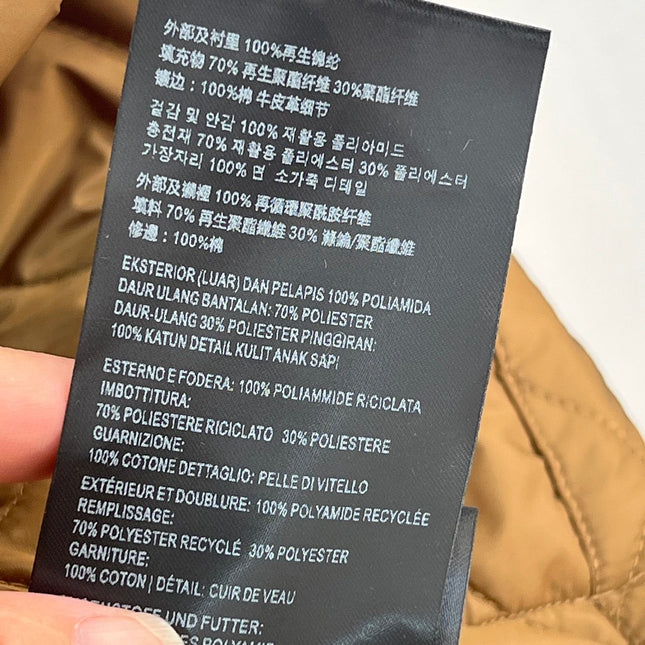 外部及衬里 100%再生锦纶
填充物 70% 再生聚酯纤维 30%聚酯纤维
镶边：100%棉 牛皮革细节
겉감 및 안감 100% 재활용 폴리아미드
충전재 70% 재활용 폴리에스터 30% 폴리에스터
가장자리 100% 면 소가죽 디테일
外部及襯裡 100% 再循環聚酰胺纤维
填料 70% 再生聚酯纖維 30% 滌綸/聚酯纖維
修邊：100%棉
EKSTERIOR (LUAR) DAN PELAPIS 100% POLIAMIDA
DAUR ULANG BANTALAN: 70% POLIESTER
DAUR-ULANG 30% POLIESTER PINGGIRAN:
100% KATUN DETAIL KULIT ANAK SAPI
ESTERNO E FODERA: 100% POLIAMMIDE RICICLATA
IMBOTTITURA:
70% POLIESTERE RICICLATO 30% POLIESTERE
GUARNIZIONE:
100% COTONE DETTAGLIO: PELLE DI VITELLO
EXTÉRIEUR ET DOUBLURE: 100% POLYAMIDE RECYCLÉE
REMPLISSAGE:
70% POLYESTER RECYCLÉ 30% POLYESTER
GARNITURE:
100% COTON | DÉTAIL: CUIR DE VEAU
UND FUTTER:
POLYAMID